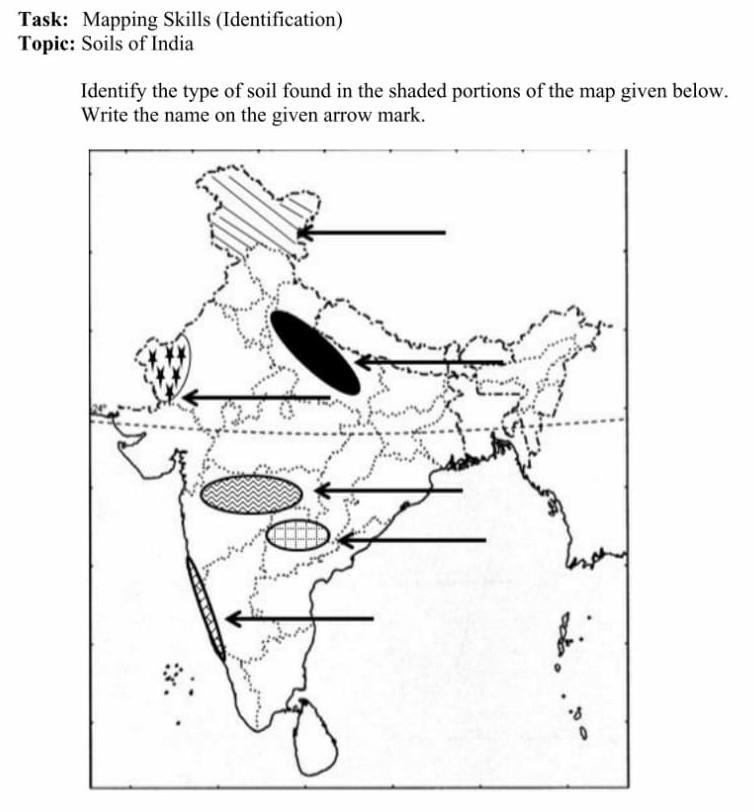 Task: Mapping Skills (Identification)
Topic: Soils of India
Identify the type of soil found in the shaded portions of the map given below.
Write the name on the given arrow mark.